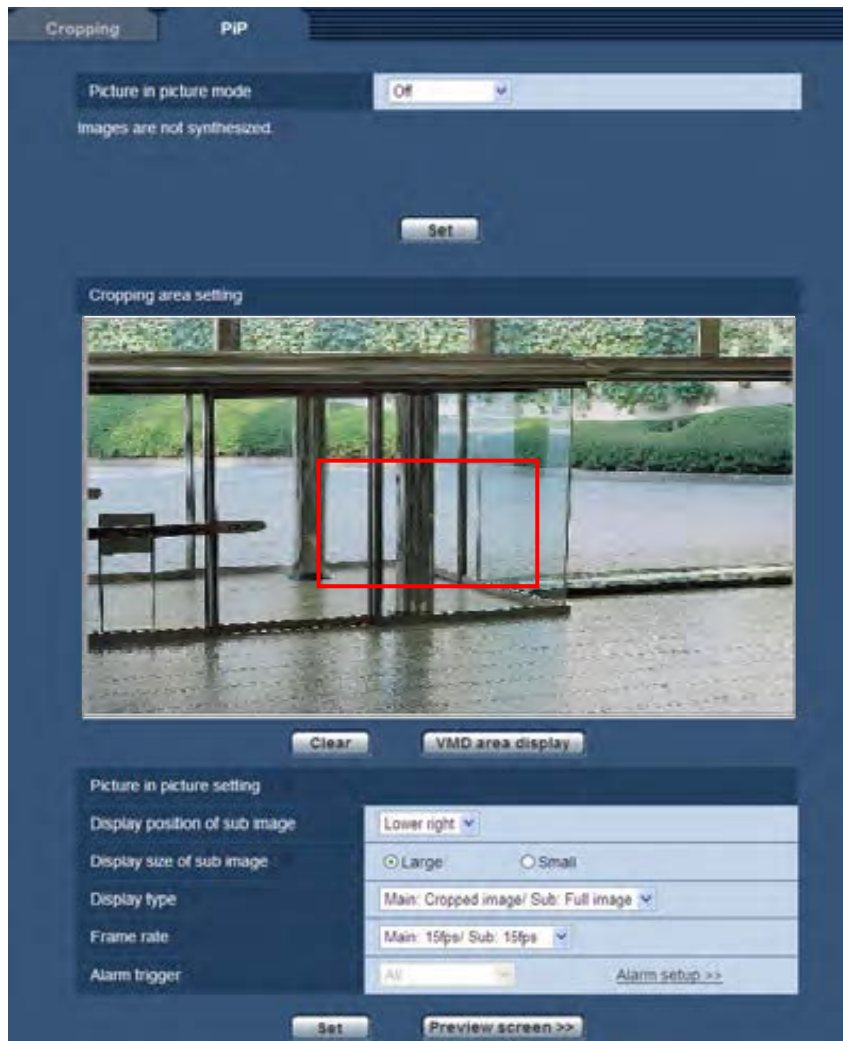 Cropping PiP
Picture in picture mode Off
Images are not synthesized.
Set
Cropping area setting
Clear VMD area display
Picture in picture setting
Display position of sub image Lower right
Display size of sub image Large Small
Display type Main: Cropped image/ Sub: Full image
Frame rate Main: 15fps/ Sub: 15fps
Alarm trigger All Alarm setup >>
Set Preview screen >>